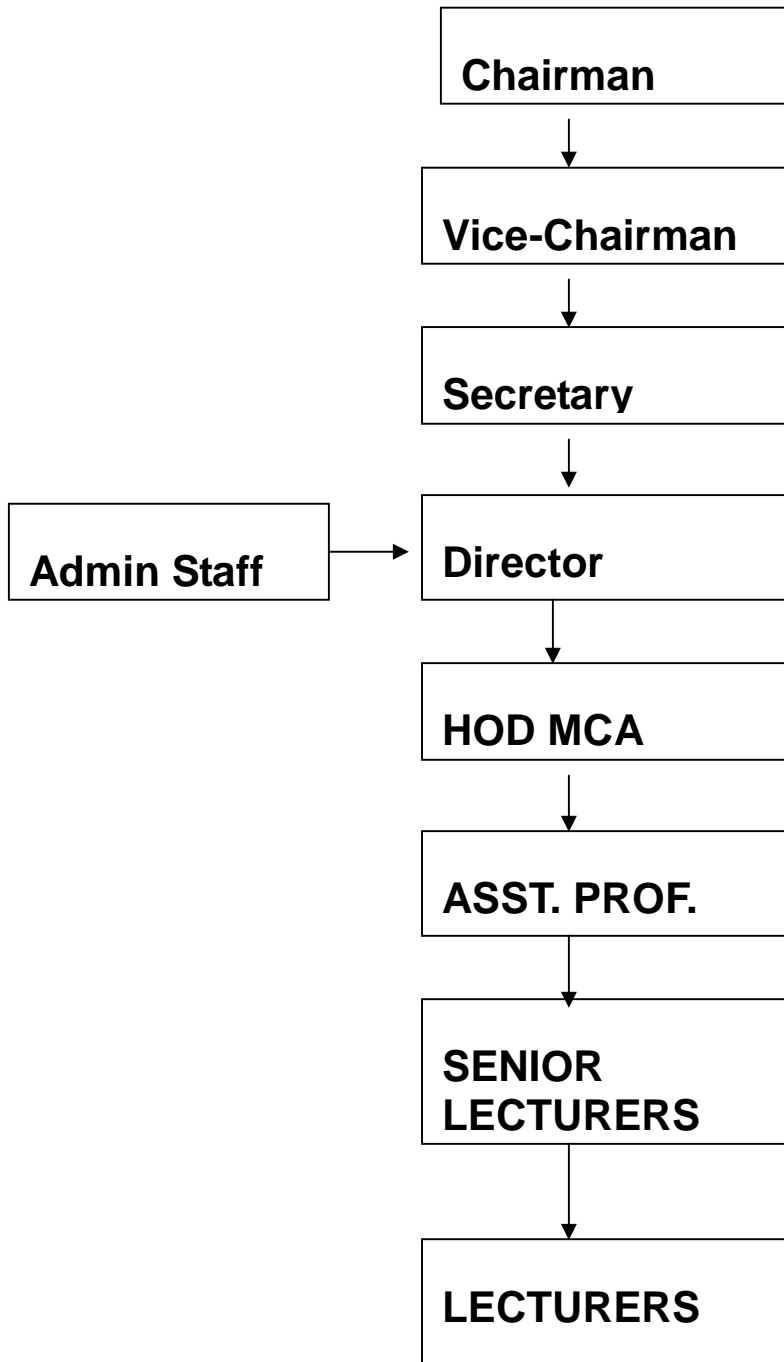 Chairman
Vice-Chairman
Secretary
Admin Staff
Director
HOD MCA
ASST. PROF.
SENIOR
LECTURERS
LECTURERS